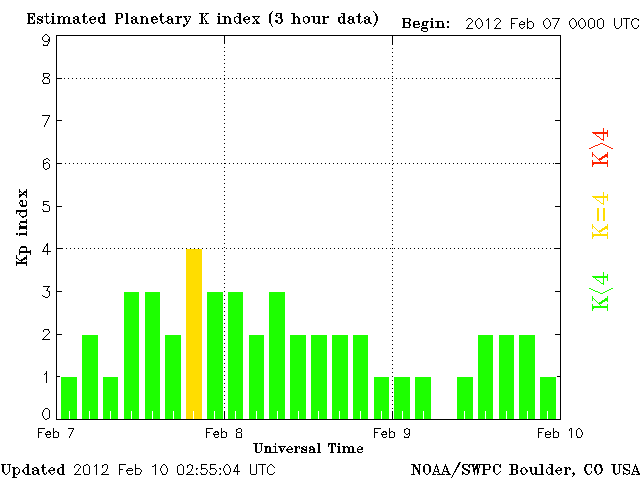 Estimated Planetary K index (3 hour data) Begin: 2012 Feb 07 0000 UTC
9
8
7
6
5
4
3
2
1
0
Kp index
K>4
K=4
K<4
Feb 7 Feb 8 Feb 9 Feb 10
Universal Time
Updated 2012 Feb 10 02:55:04 UTC NOAA/SWPC Boulder, CO USA